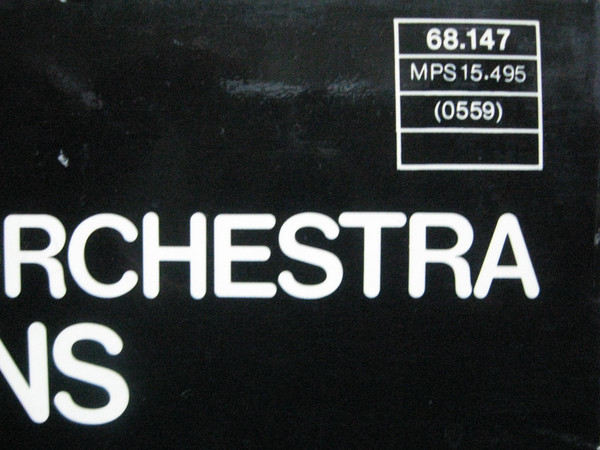 68.147
MPS 15.495
(0559)
RCHESTRA
NS